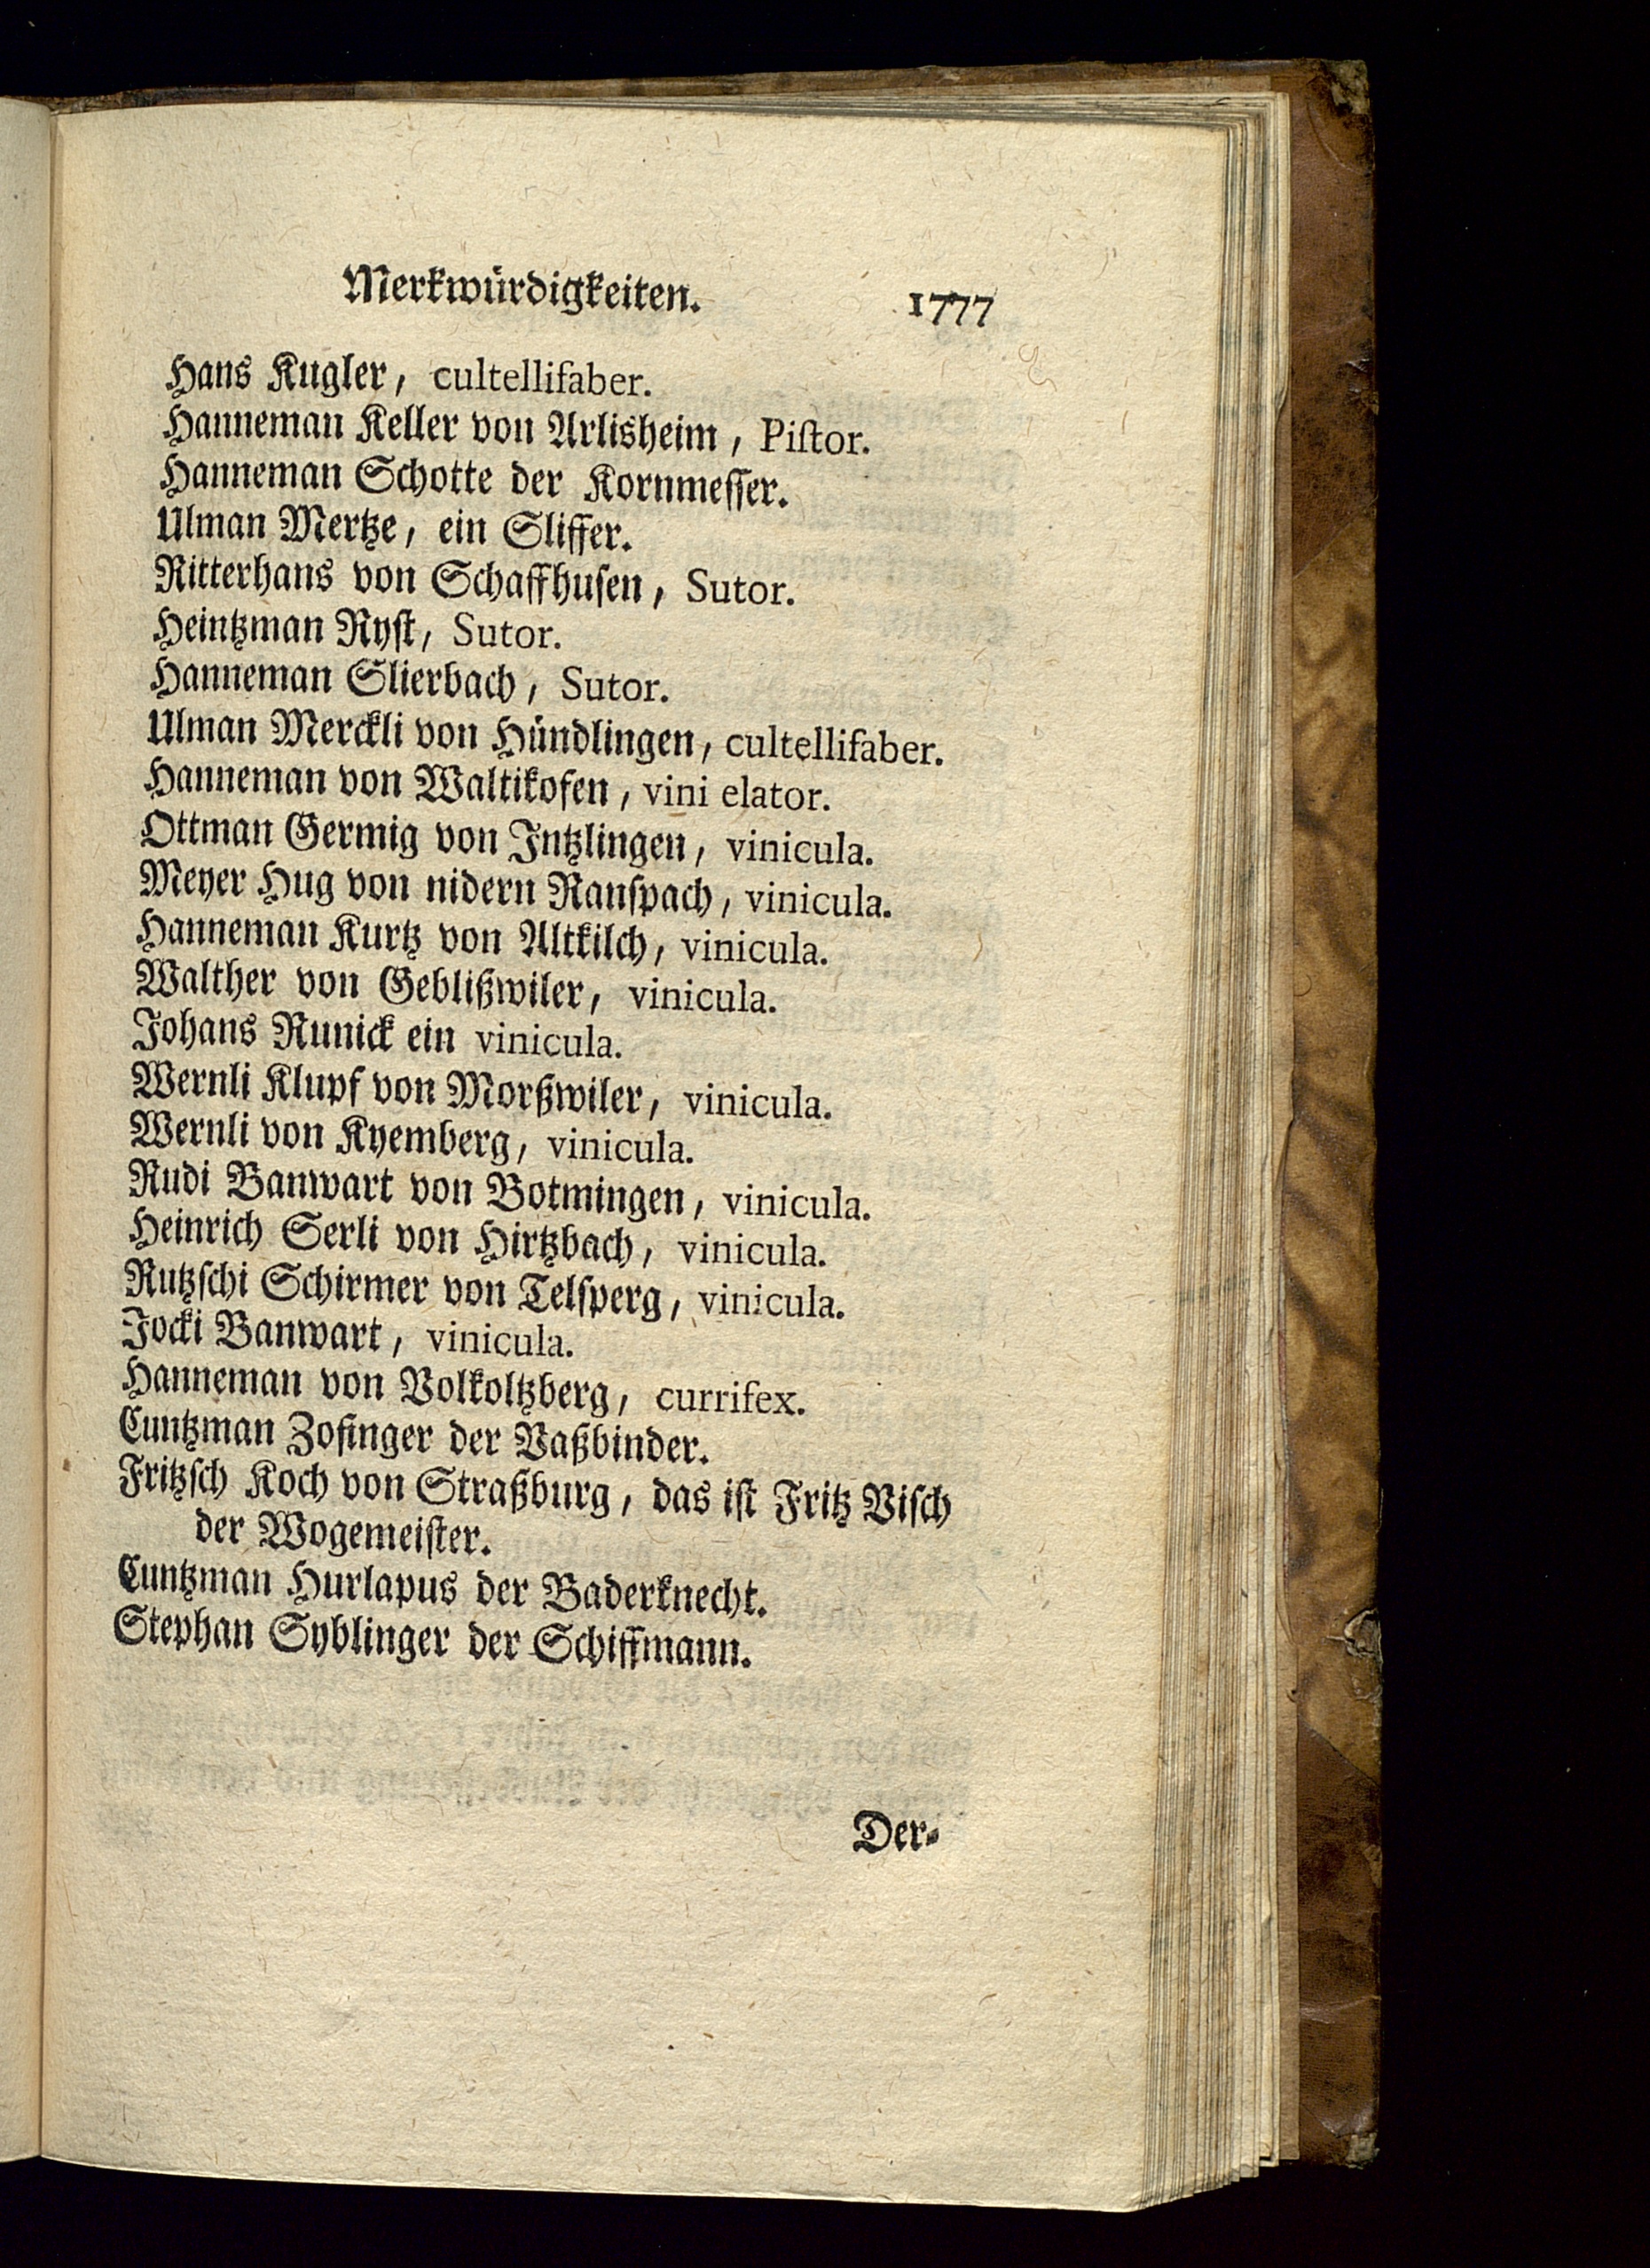 Merkwürdigkeiten. 1777
Hans Kugler, cultellifaber.
Hanneman Keller von Arlisheim, Piſtor.
Hanneman Schotte der Kornmeſſer.
Ulman Mertze, ein Sliffer.
Ritterhans von Schaffhuſen, Sutor.
Heintzman Ryſt, Sutor.
Hanneman Slierbach, Sutor.
Ulman Merckli von Hündlingen, cultellifaber.
Hanneman von Waltikofen, vini elator.
Ottman Germig von Intzlingen, vinicula.
Meyer Hug von nidern Ranſpach, vinicula.
Hanneman Kurtz von Altkilch, vinicula.
Walther von Geblißwiler, vinicula.
Johans Runick ein vinicula.
Wernli Klupf von Morßwiler, vinicula.
Wernli von Kyemberg, vinicula.
Rudi Banwart von Botmingen, vinicula.
Heinrich Serli von Hirtzbach, vinicula.
Rutzſchi Schirmer von Telſperg, vinicula.
Jocki Banwart, vinicula.
Hanneman von Volkoltzberg, currifex.
Cuntzman Zofinger der Vaßbinder.
Fritzſch Koch von Straßburg, das iſt Fritz Viſch
der Wogemeiſter.
Cuntzman Hurlapus der Baderknecht.
Stephan Syblinger der Schiffmann.
Der-